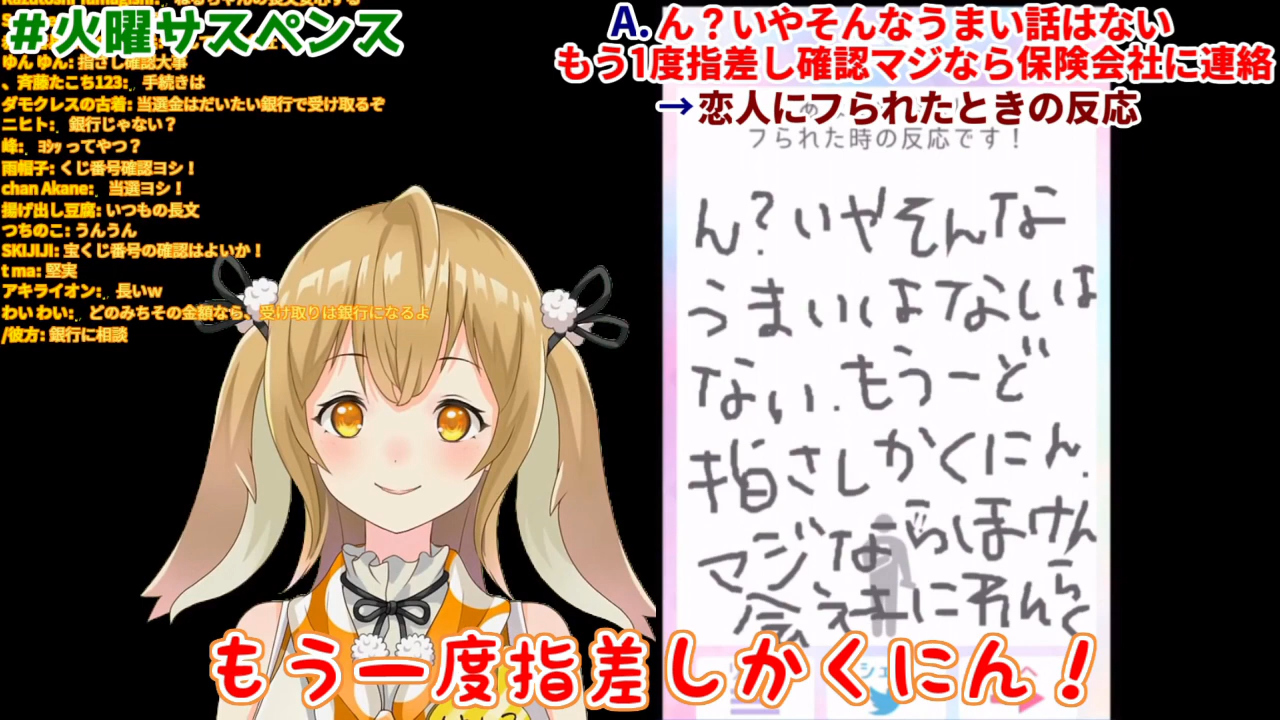 #火曜サスペンス
ゆん ゆん: 指さし確認大事
、斉藤たこち123: 手続きは
ダモクレスの古着: 当選金はだいたい銀行で受け取るぞ
ニヒト: 銀行じゃない？
峰: ﾖｼｯってやつ？
雨帽子: くじ番号確認ヨシ！
chan Akane: 当選ヨシ！
揚げ出し豆腐: いつもの長文
つちのこ: うんうん
SKIJIJI: 宝くじ番号の確認はよいか！
t ma: 堅実
アキライオン: 長いw
わい わい: どのみちその金額なら、受け取りは銀行になるよ
/彼方: 銀行に相談
A.ん？いやそんなうまい話はない
もう1度指差し確認マジなら保険会社に連絡
→恋人にフられたときの反応
フられた時の反応です！
ん？いやそんな
うまいはなしは
ない.もうーど
指さしかくにん.
マジならほけん
会社にれんらく
もう一度指差しかくにん！